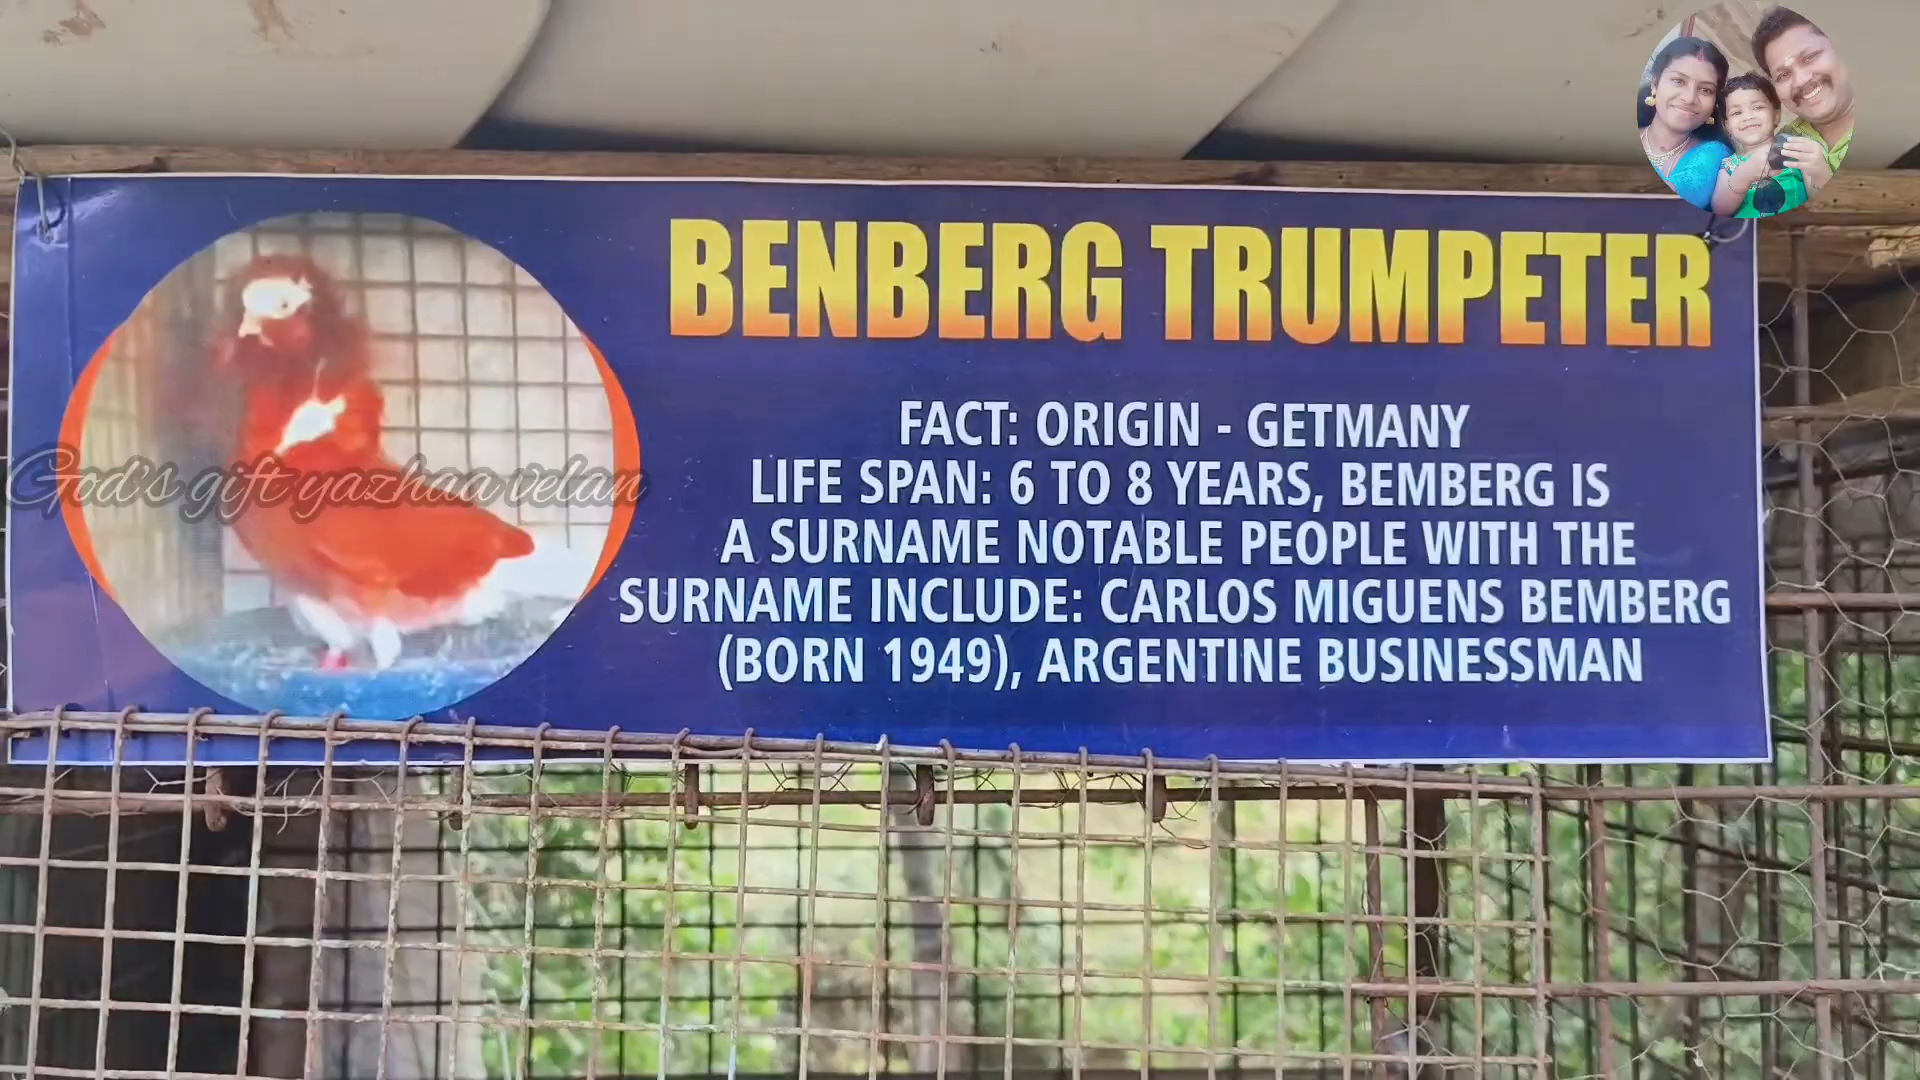 BENBERG TRUMPETER
FACT: ORIGIN - GETMANY
LIFE SPAN: 6 TO 8 YEARS, BEMBERG IS
A SURNAME NOTABLE PEOPLE WITH THE
SURNAME INCLUDE: CARLOS MIGUENS BEMBERG
(BORN 1949), ARGENTINE BUSINESSMAN
God's gift yazhaa velan